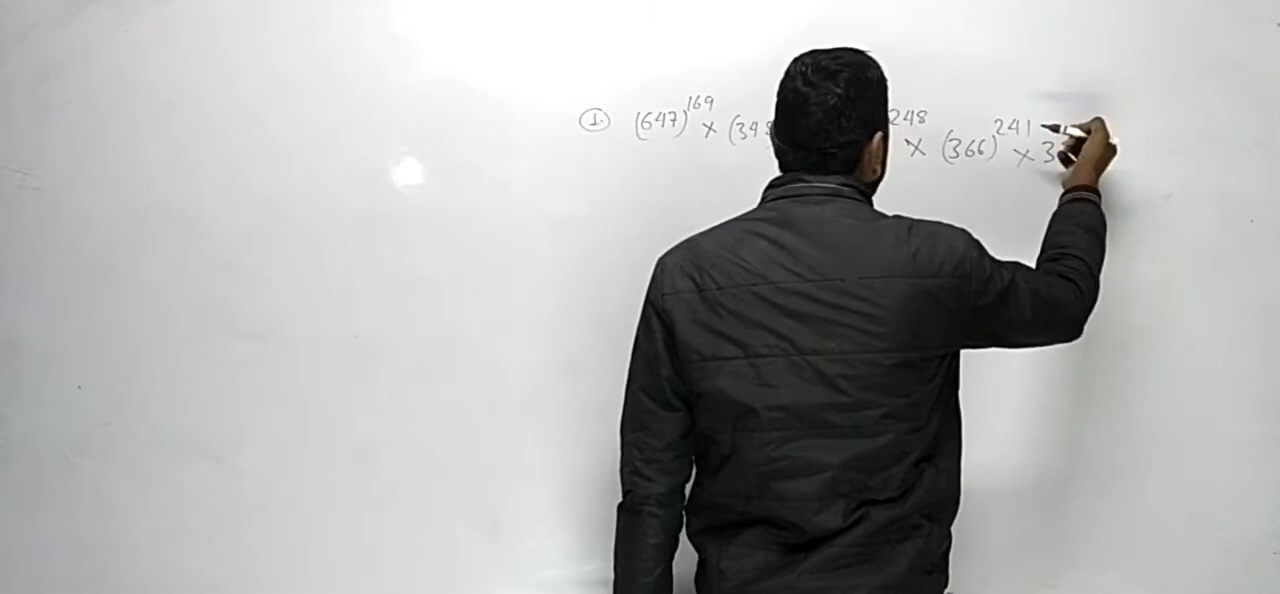 ① (647)^169 × (34 248 × (366)^241 × 3